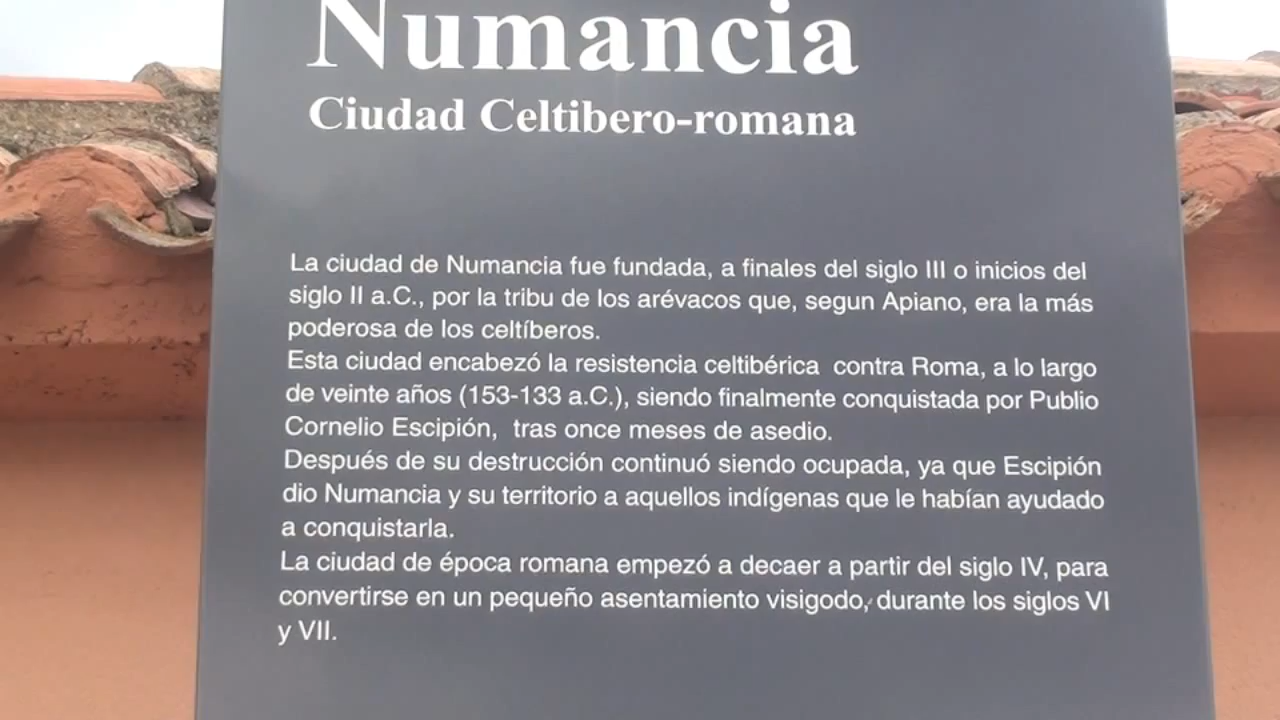 Numancia
Ciudad Celtibero-romana
La ciudad de Numancia fue fundada, a finales del siglo III o inicios del
siglo II a.C., por la tribu de los arévacos que, segun Apiano, era la más
poderosa de los celtíberos.
Esta ciudad encabezó la resistencia celtibérica contra Roma, a lo largo
de veinte años (153-133 a.C.), siendo finalmente conquistada por Publio
Cornelio Escipión, tras once meses de asedio.
Después de su destrucción continuó siendo ocupada, ya que Escipión
dio Numancia y su territorio a aquellos indígenas que le habían ayudado
a conquistarla.
La ciudad de época romana empezó a decaer a partir del siglo IV, para
convertirse en un pequeño asentamiento visigodo, durante los siglos VI
y VII.